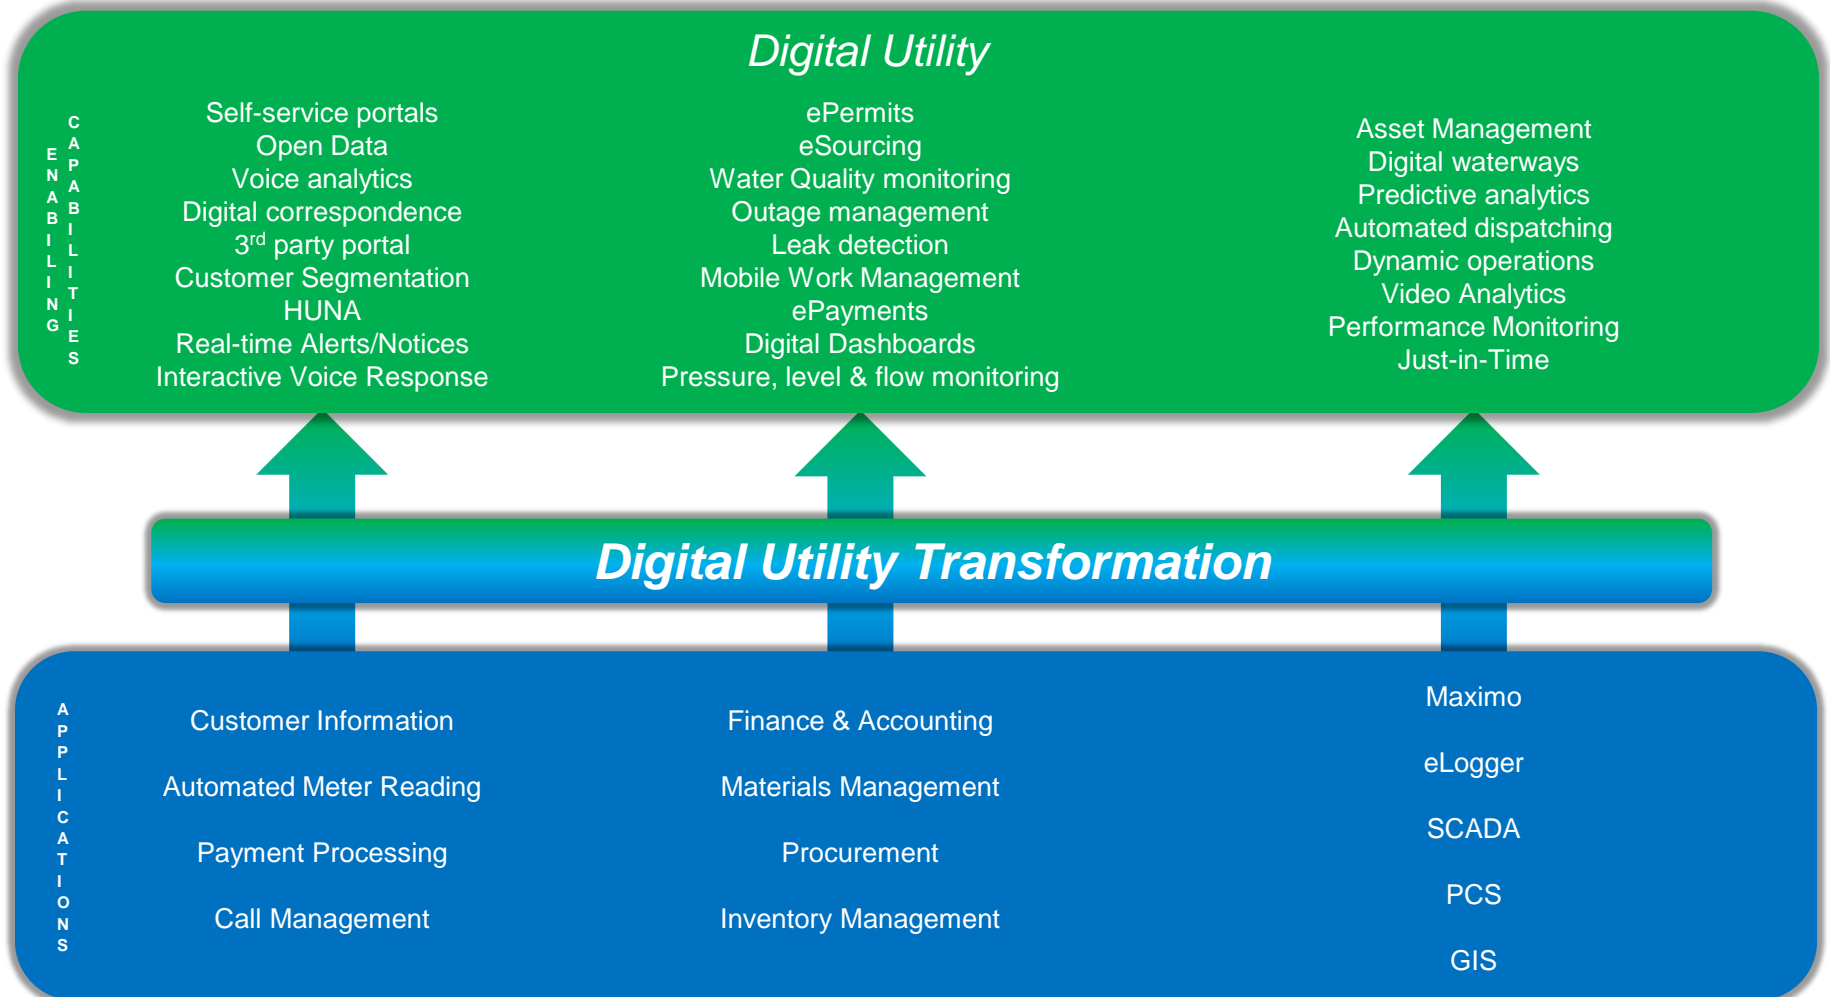 Digital Utility
ENABLING
CAPABILITIES
Self-service portals
Open Data
Voice analytics
Digital correspondence
3rd party portal
Customer Segmentation
HUNA
Real-time Alerts/Notices
Interactive Voice Response
ePermits
eSourcing
Water Quality monitoring
Outage management
Leak detection
Mobile Work Management
ePayments
Digital Dashboards
Pressure, level & flow monitoring
Asset Management
Digital waterways
Predictive analytics
Automated dispatching
Dynamic operations
Video Analytics
Performance Monitoring
Just-in-Time
Digital Utility Transformation
APPLICATIONS
Customer Information
Automated Meter Reading
Payment Processing
Call Management
Finance & Accounting
Materials Management
Procurement
Inventory Management
Maximo
eLogger
SCADA
PCS
GIS